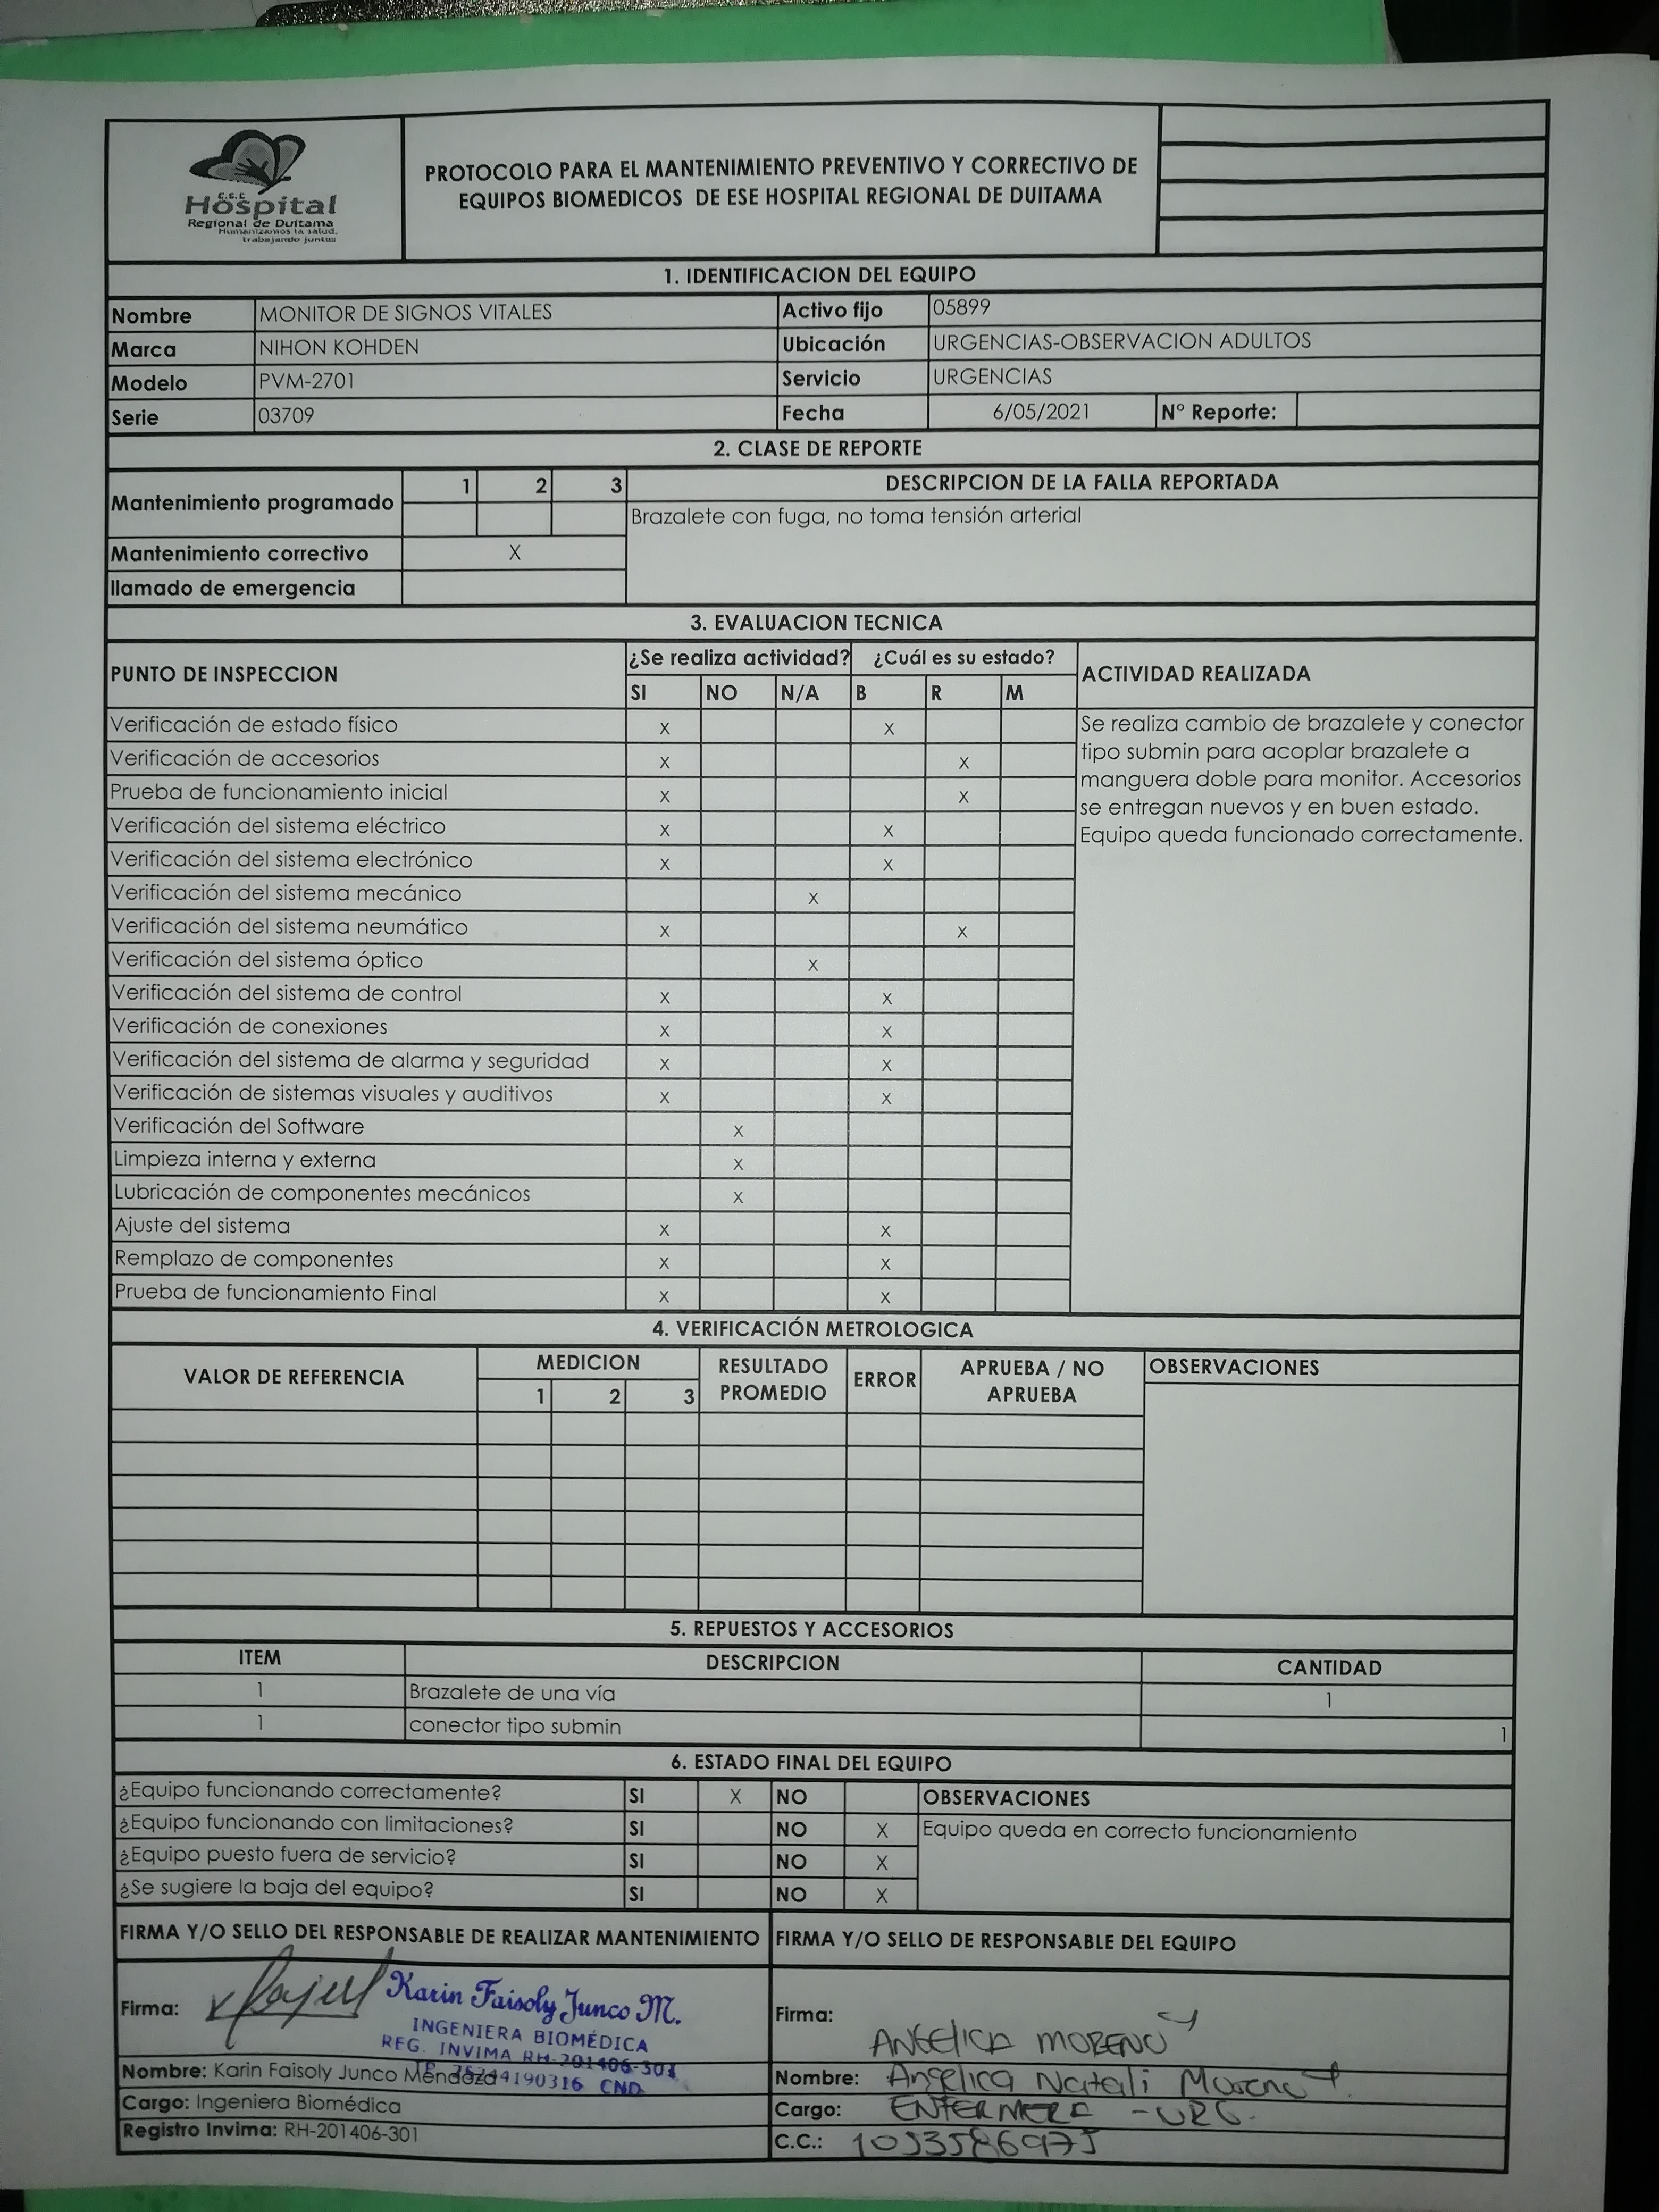 E.S.E
Hospital
Regional de Duitama
Humanizamos la salud,
trabajando juntos
PROTOCOLO PARA EL MANTENIMIENTO PREVENTIVO Y CORRECTIVO DE
EQUIPOS BIOMEDICOS DE ESE HOSPITAL REGIONAL DE DUITAMA
1. IDENTIFICACION DEL EQUIPO
Nombre MONITOR DE SIGNOS VITALES Activo fijo 05899
Marca NIHON KOHDEN Ubicación URGENCIAS-OBSERVACION ADULTOS
Modelo PVM-2701 Servicio URGENCIAS
Serie 03709 Fecha 6/05/2021 N° Reporte:
2. CLASE DE REPORTE
Mantenimiento programado 1 2 3 DESCRIPCION DE LA FALLA REPORTADA
Brazalete con fuga, no toma tensión arterial
Mantenimiento correctivo X
llamado de emergencia
3. EVALUACION TECNICA
PUNTO DE INSPECCION ¿Se realiza actividad? ¿Cuál es su estado? ACTIVIDAD REALIZADA
SI NO N/A B R M
Verificación de estado físico X X
Verificación de accesorios X X
Prueba de funcionamiento inicial X X
Verificación del sistema eléctrico X X
Verificación del sistema electrónico X X
Verificación del sistema mecánico X
Verificación del sistema neumático X X
Verificación del sistema óptico X
Verificación del sistema de control X X
Verificación de conexiones X X
Verificación del sistema de alarma y seguridad X X
Verificación de sistemas visuales y auditivos X X
Verificación del Software X
Limpieza interna y externa X
Lubricación de componentes mecánicos X
Ajuste del sistema X X
Remplazo de componentes X X
Prueba de funcionamiento Final X X
Se realiza cambio de brazalete y conector
tipo submin para acoplar brazalete a
manguera doble para monitor. Accesorios
se entregan nuevos y en buen estado.
Equipo queda funcionado correctamente.
4. VERIFICACIÓN METROLOGICA
VALOR DE REFERENCIA MEDICION RESULTADO PROMEDIO ERROR APRUEBA / NO APRUEBA OBSERVACIONES
1 2 3
5. REPUESTOS Y ACCESORIOS
ITEM DESCRIPCION CANTIDAD
1 Brazalete de una vía 1
1 conector tipo submin 1
6. ESTADO FINAL DEL EQUIPO
¿Equipo funcionando correctamente? SI X NO OBSERVACIONES
¿Equipo funcionando con limitaciones? SI NO X Equipo queda en correcto funcionamiento
¿Equipo puesto fuera de servicio? SI NO X
¿Se sugiere la baja del equipo? SI NO X
FIRMA Y/O SELLO DEL RESPONSABLE DE REALIZAR MANTENIMIENTO FIRMA Y/O SELLO DE RESPONSABLE DEL EQUIPO
Firma:
Karin Faisoly Junco M.
INGENIERA BIOMÉDICA
REG. INVIMA RH-201406-301
CND
Nombre: Karin Faisoly Junco Mendoza
Cargo: Ingeniera Biomédica
Registro Invima: RH-201406-301
Firma:
ANGELICA MORENO
Nombre: Angelica Natali Moreno
Cargo: ENFERMERA - URG.
C.C.: 1053586975